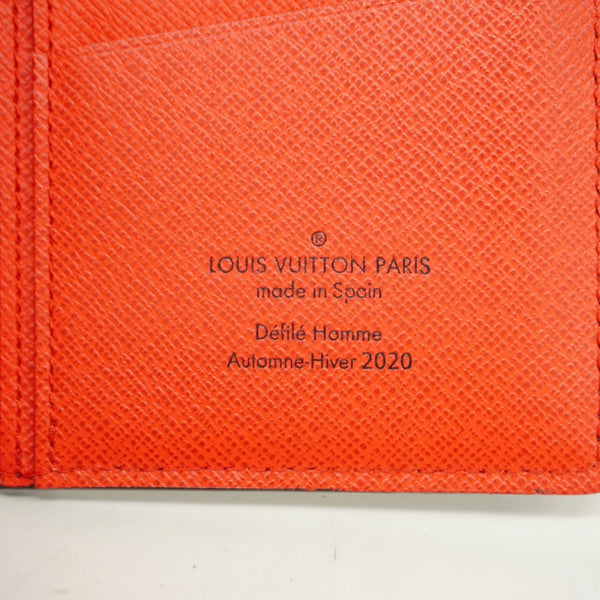 ®
LOUIS VUITTON PARIS
made in Spain
Défilé Homme
Automne-Hiver 2020